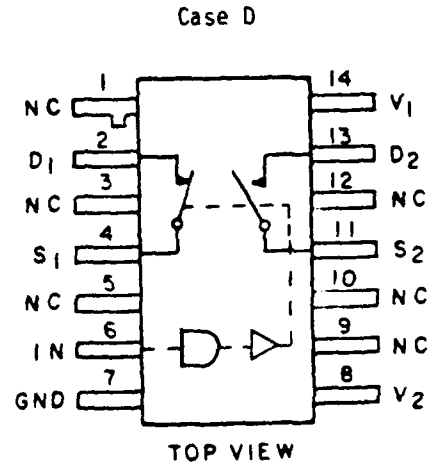 Case D
1 14
NC V1
2 13
D1 D2
3 12
NC NC
4 11
S1 S2
5 10
NC NC
6 9
IN NC
7 8
GND V2
TOP VIEW